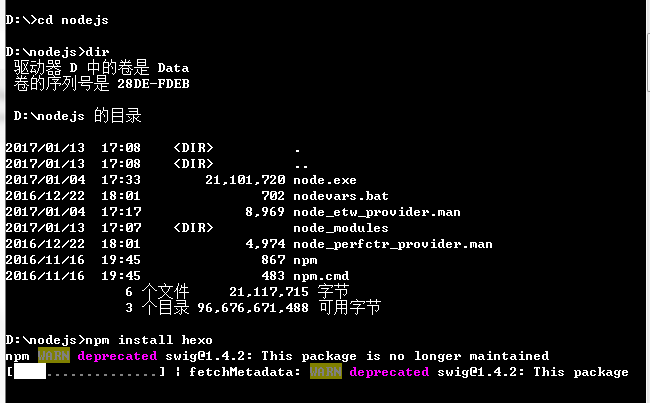 D:\>cd nodejs
D:\nodejs>dir
驱动器 D 中的卷是 Data
卷的序列号是 28DE-FDEB
D:\nodejs 的目录
2017/01/13  17:08    <DIR>          .
2017/01/13  17:08    <DIR>          ..
2017/01/04  17:33        21,101,720 node.exe
2016/12/22  18:01               702 nodevars.bat
2017/01/04  17:17             8,969 node_etw_provider.man
2017/01/13  17:07    <DIR>          node_modules
2016/12/22  18:01             4,974 node_perfctr_provider.man
2016/11/16  19:45               867 npm
2016/11/16  19:45               483 npm.cmd
6 个文件     21,117,715 字节
3 个目录 96,676,671,488 可用字节
D:\nodejs>npm install hexo
npm WARN deprecated swig@1.4.2: This package is no longer maintained
[    ..............] | fetchMetadata: WARN deprecated swig@1.4.2: This package